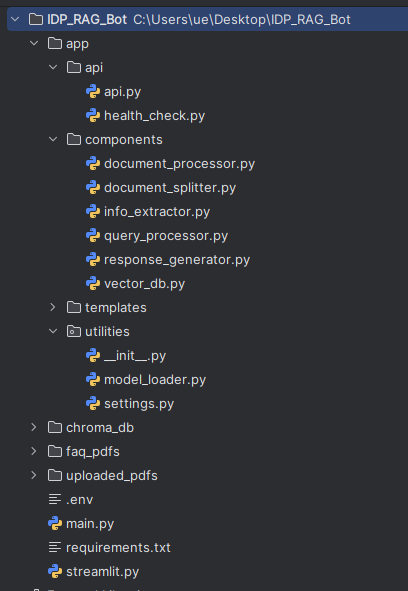 IDP_RAG_Bot C:\Users\ue\Desktop\IDP_RAG_Bot
app
api
api.py
health_check.py
components
document_processor.py
document_splitter.py
info_extractor.py
query_processor.py
response_generator.py
vector_db.py
templates
utilities
__init__.py
model_loader.py
settings.py
chroma_db
faq_pdfs
uploaded_pdfs
.env
main.py
requirements.txt
streamlit.py